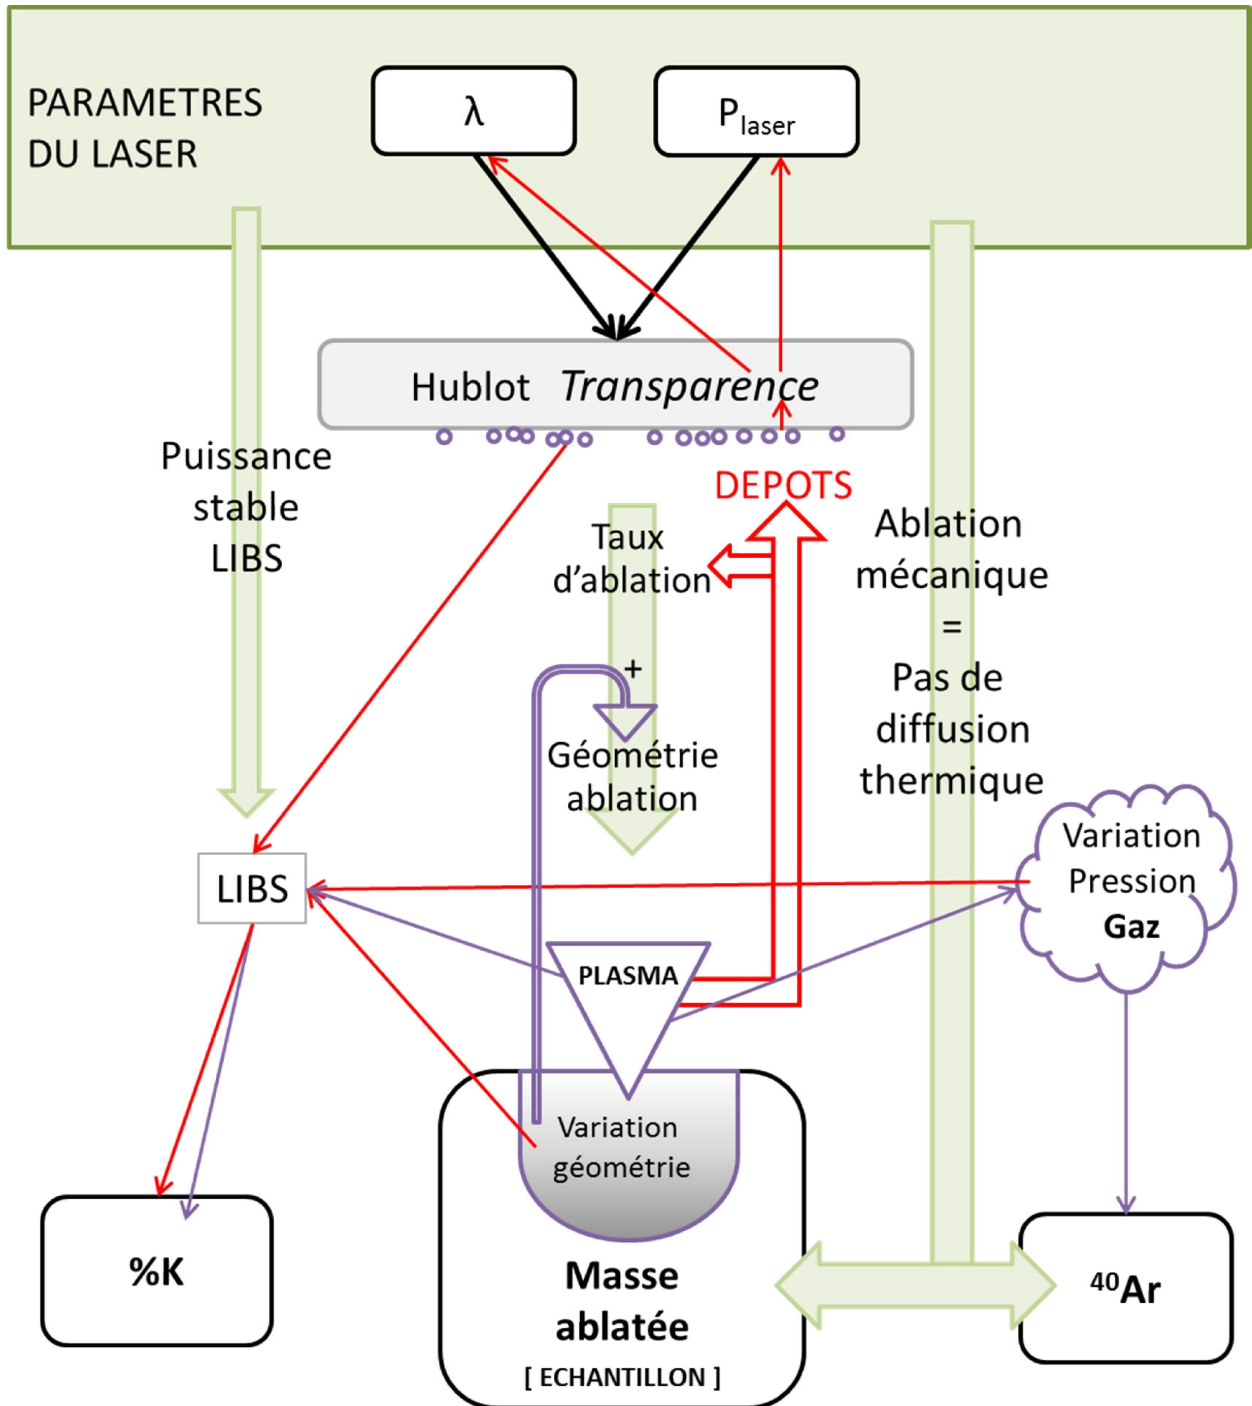 PARAMETRES
DU LASER
λ
P_laser
Hublot Transparence
Puissance
stable
LIBS
DEPOTS
Taux
d’ablation
+
Géométrie
ablation
Ablation
mécanique
=
Pas de
diffusion
thermique
Variation
Pression
Gaz
LIBS
PLASMA
Variation
géométrie
Masse
ablatée
[ ECHANTILLON ]
%K
⁴⁰Ar